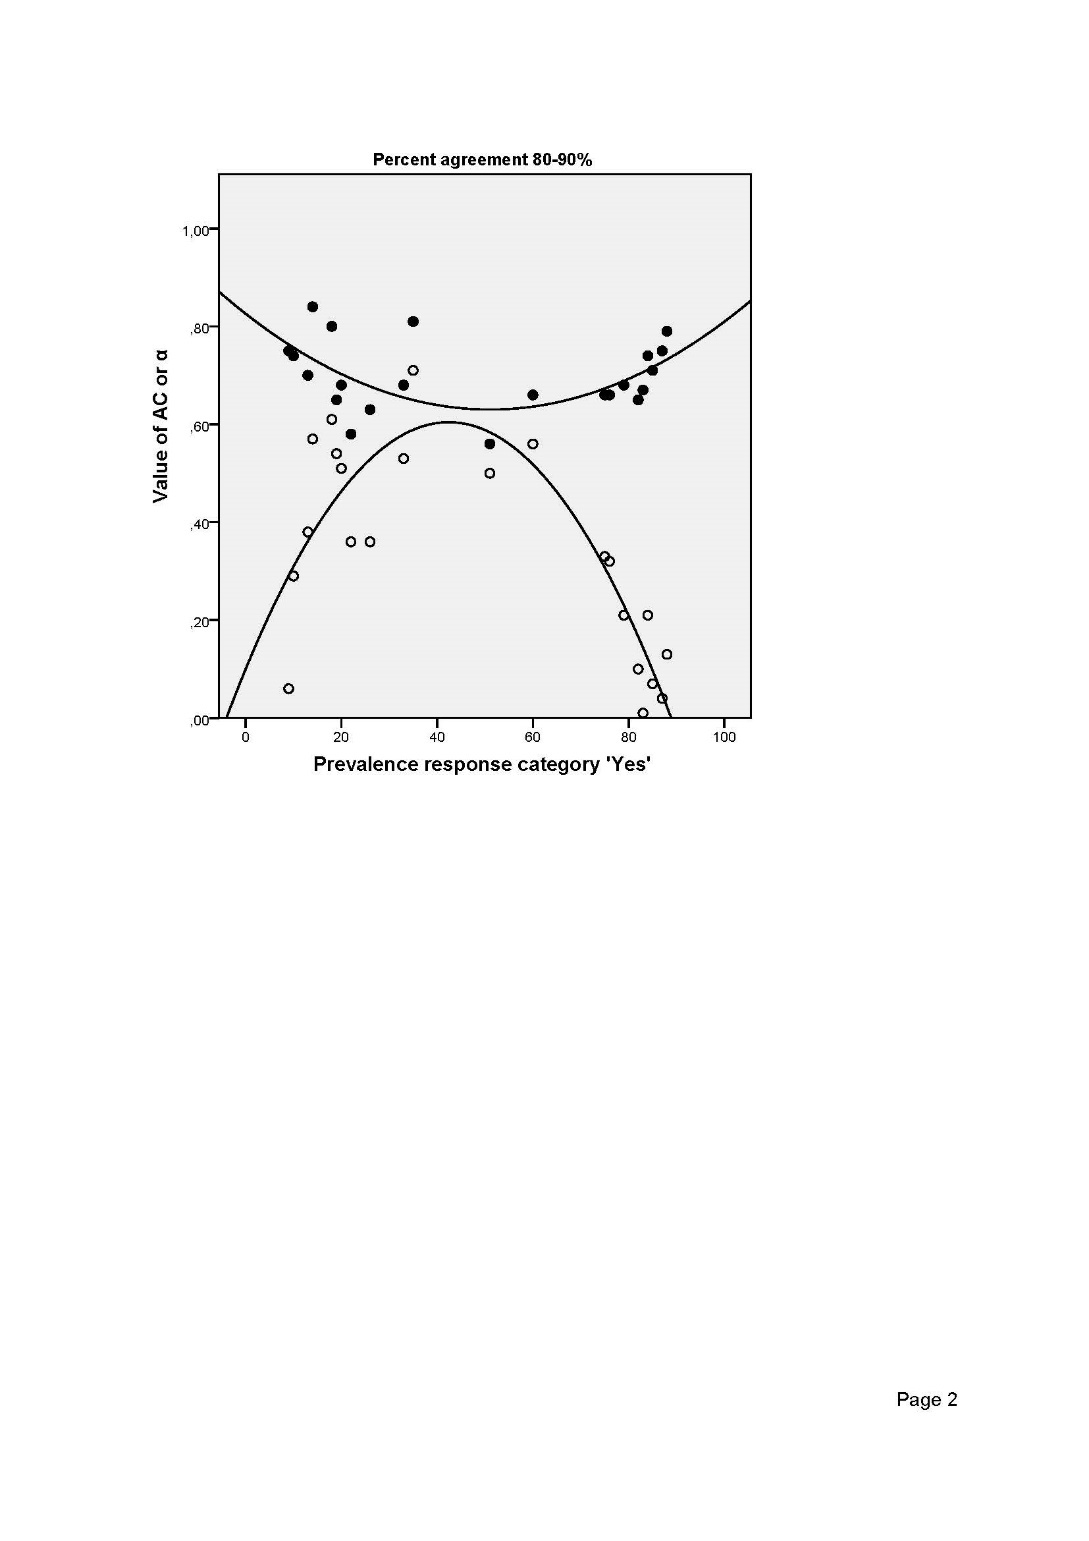 Percent agreement 80-90%
Value of AC or α
1,00
,80
,60
,40
,20
,00
0 20 40 60 80 100
Prevalence response category 'Yes'
Page 2